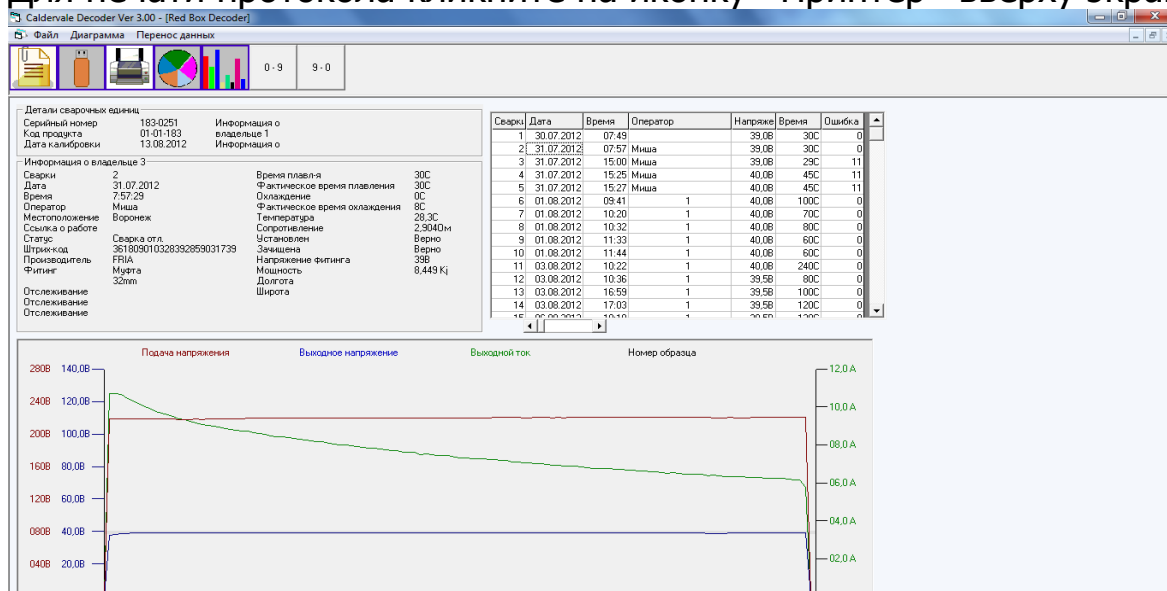 Для печати протокола кликните на иконку "Принтер" вверху экра
Caldervale Decoder Ver 3.00 - [Red Box Decoder]
Файл Диаграмма Перенос данных
0 - 9 9 - 0
Детали сварочных единиц
Серийный номер 183-0251 Информация о
Код продукта 01-01-183 владельце 1
Дата калибровки 13.08.2012 Информация о
Информация о владельце 3
Сварки 2 Время плавл-я 30С
Дата 31.07.2012 Фактическое время плавления 30С
Время 7:57:29 Охлаждение 0С
Оператор Миша Фактическое время охлаждения 8С
Местоположение Воронеж Температура 28,3С
Ссылка о работе Сопротивление 2,904Ом
Статус Сварка отл. Установлен Верно
Штрих-код 361809010328392859031739 Зачищена Верно
Производитель FRIA Напряжение фитинга 39В
Фитинг Муфта Мощность 8,449 Kj
32mm Долгота
Отслеживание Широта
Отслеживание
Отслеживание
Сварки Дата Время Оператор Напряже Время Ошибка
1 30.07.2012 07:49 39,0В 30С 0
2 31.07.2012 07:57 Миша 39,0В 30С 0
3 31.07.2012 15:00 Миша 39,0В 29С 11
4 31.07.2012 15:25 Миша 40,0В 45С 11
5 31.07.2012 15:27 Миша 40,0В 45С 11
6 01.08.2012 09:41 1 40,0В 100С 0
7 01.08.2012 10:20 1 40,0В 70С 0
8 01.08.2012 10:32 1 40,0В 80С 0
9 01.08.2012 11:33 1 40,0В 60С 0
10 01.08.2012 11:44 1 40,0В 60С 0
11 03.08.2012 10:22 1 40,0В 240С 0
12 03.08.2012 10:36 1 39,5В 80С 0
13 03.08.2012 16:59 1 39,5В 100С 0
14 03.08.2012 17:03 1 39,5В 120С 0
Подача напряжения Выходное напряжение Выходной ток Номер образца
280В 140,0В 12,0 А
240В 120,0В 10,0 А
200В 100,0В 08,0 А
160В 80,0В 06,0 А
120В 60,0В 04,0 А
080В 40,0В 02,0 А
040В 20,0В